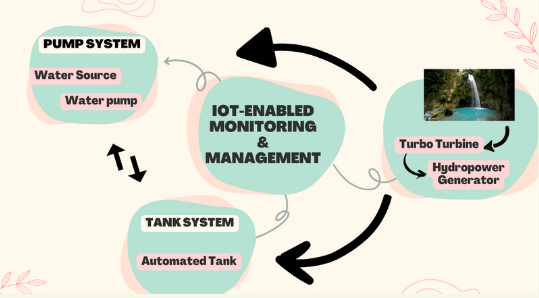 PUMP SYSTEM
Water Source
Water pump
IOT-ENABLED
MONITORING
&
MANAGEMENT
Turbo Turbine
Hydropower
Generator
TANK SYSTEM
Automated Tank